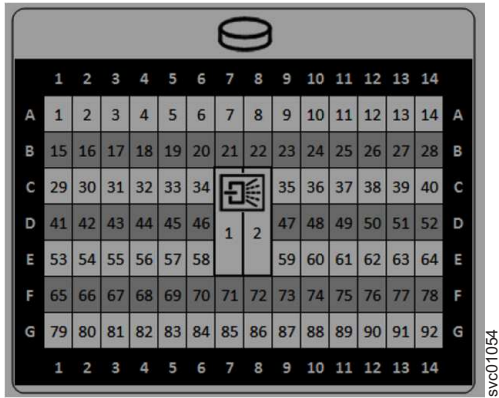 1 2 3 4 5 6 7 8 9 10 11 12 13 14
A 1 2 3 4 5 6 7 8 9 10 11 12 13 14 A
B 15 16 17 18 19 20 21 22 23 24 25 26 27 28 B
C 29 30 31 32 33 34 35 36 37 38 39 40 C
D 41 42 43 44 45 46 1 2 47 48 49 50 51 52 D
E 53 54 55 56 57 58 59 60 61 62 63 64 E
F 65 66 67 68 69 70 71 72 73 74 75 76 77 78 F
G 79 80 81 82 83 84 85 86 87 88 89 90 91 92 G
1 2 3 4 5 6 7 8 9 10 11 12 13 14
svc01054